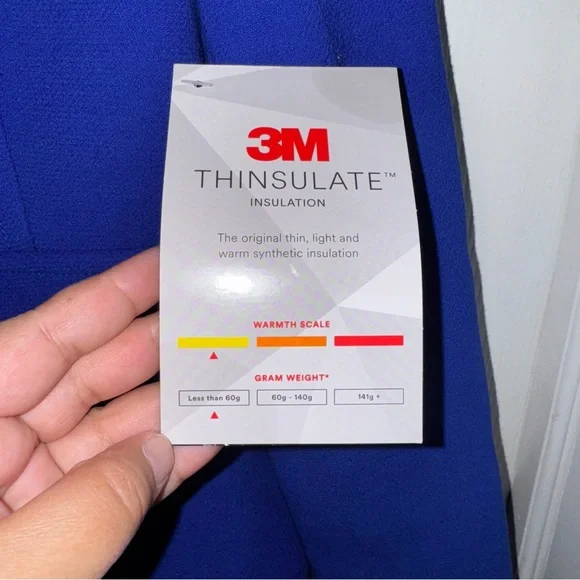 3M
THINSULATE™
INSULATION
The original thin, light and
warm synthetic insulation
WARMTH SCALE
GRAM WEIGHT*
Less than 60g 60g - 140g 141g +